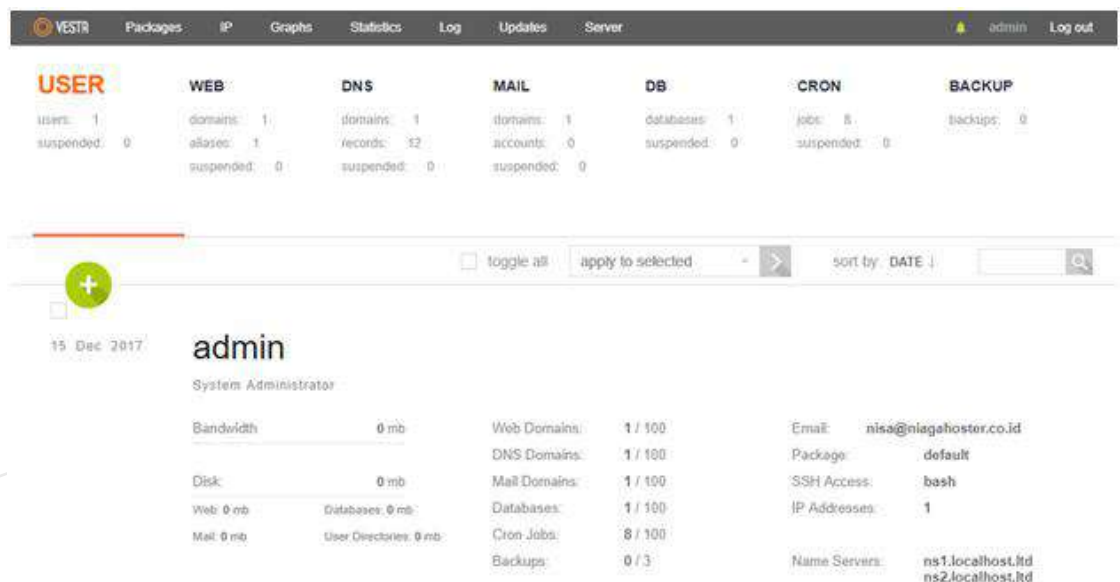 VESTA Packages IP Graphs Statistics Log Updates Server admin Log out
USER WEB DNS MAIL DB CRON BACKUP
users: 1 domains: 1 domains: 1 domains: 1 databases: 1 jobs: 8 backups: 0
suspended: 0 aliases: 1 records: 12 accounts: 0 suspended: 0 suspended: 0
suspended: 0 suspended: 0 suspended: 0
toggle all apply to selected sort by: DATE ↓
+
15 Dec 2017 admin
System Administrator
Bandwidth 0 mb Web Domains: 1 / 100 Email: nisa@niagahoster.co.id
DNS Domains: 1 / 100 Package: default
Disk: 0 mb Mail Domains: 1 / 100 SSH Access: bash
Web: 0 mb Databases: 0 mb Databases: 1 / 100 IP Addresses: 1
Mail: 0 mb User Directories: 0 mb Cron Jobs: 8 / 100
Backups: 0 / 3 Name Servers: ns1.localhost.ltd
ns2.localhost.ltd